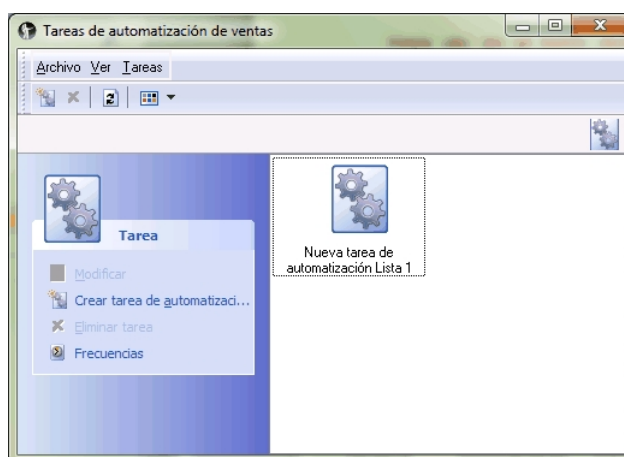 Tareas de automatización de ventas
Archivo Ver Tareas
Tarea
Modificar
Crear tarea de automatizaci...
Eliminar tarea
Frecuencias
Nueva tarea de
automatización Lista 1